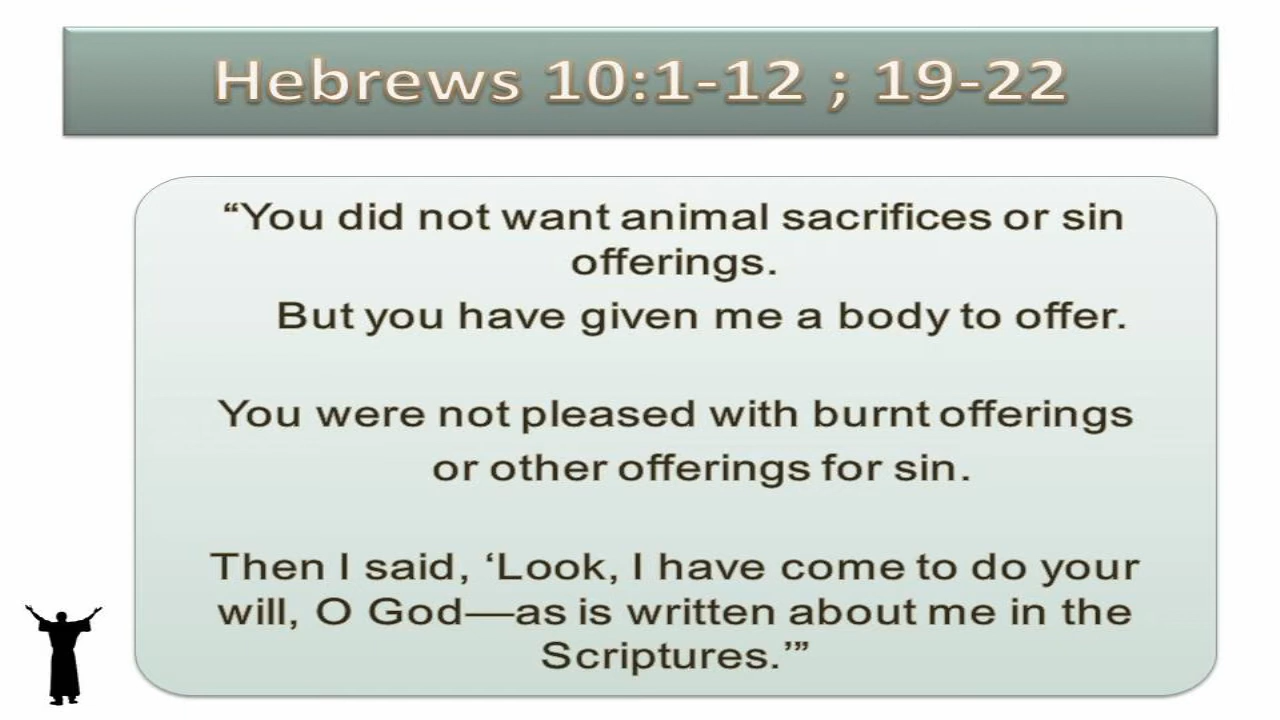 Hebrews 10:1-12 ; 19-22
“You did not want animal sacrifices or sin
offerings.
But you have given me a body to offer.
You were not pleased with burnt offerings
or other offerings for sin.
Then I said, ‘Look, I have come to do your
will, O God—as is written about me in the
Scriptures.’”